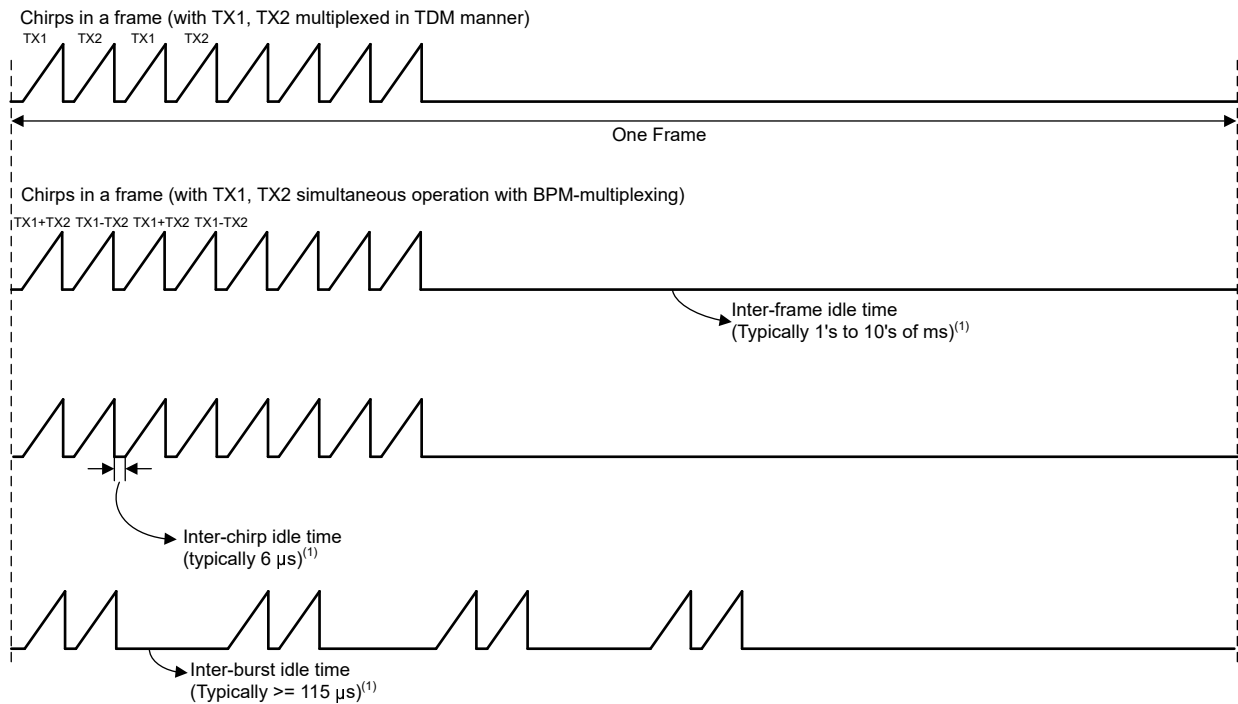 Chirps in a frame (with TX1, TX2 multiplexed in TDM manner)
TX1 TX2 TX1 TX2
One Frame
Chirps in a frame (with TX1, TX2 simultaneous operation with BPM-multiplexing)
TX1+TX2 TX1-TX2 TX1+TX2 TX1-TX2
Inter-frame idle time
(Typically 1's to 10's of ms)(1)
Inter-chirp idle time
(typically 6 µs)(1)
Inter-burst idle time
(Typically >= 115 µs)(1)